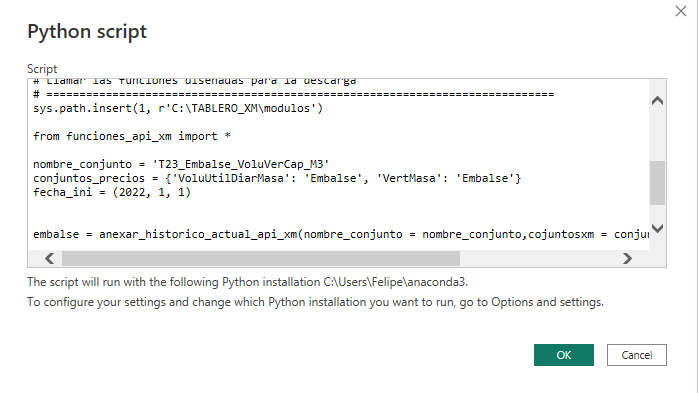 Python script
Script
# Llamar las funciones diseñadas para la descarga
# ==============================================================================
sys.path.insert(1, r'C:\TABLERO_XM\modulos')
from funciones_api_xm import *
nombre_conjunto = 'T23_Embalse_VoluVerCap_M3'
conjuntos_precios = {'VoluUtilDiarMasa': 'Embalse', 'VertMasa': 'Embalse'}
fecha_ini = (2022, 1, 1)
embalse = anexar_historico_actual_api_xm(nombre_conjunto = nombre_conjunto,cojuntosxm = conju
The script will run with the following Python installation C:\Users\Felipe\anaconda3.
To configure your settings and change which Python installation you want to run, go to Options and settings.
OK
Cancel